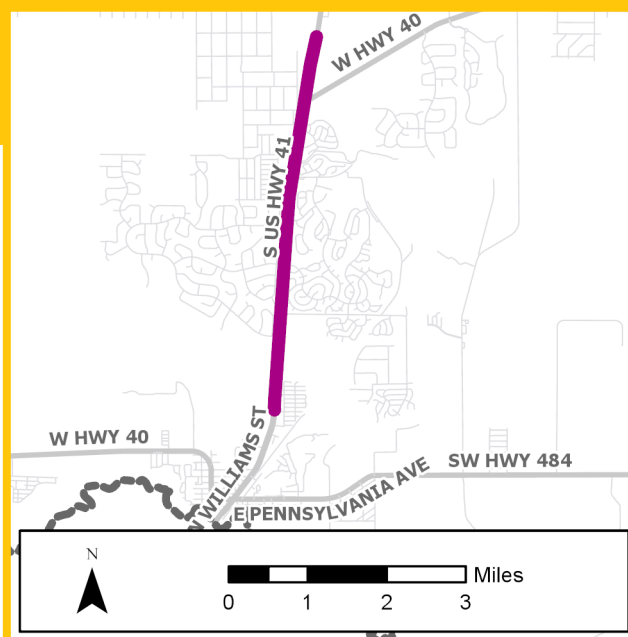 W HWY 40
S US HWY 41
W HWY 40
N WILLIAMS ST
SW HWY 484
E PENNSYLVANIA AVE
N
Miles
0 1 2 3